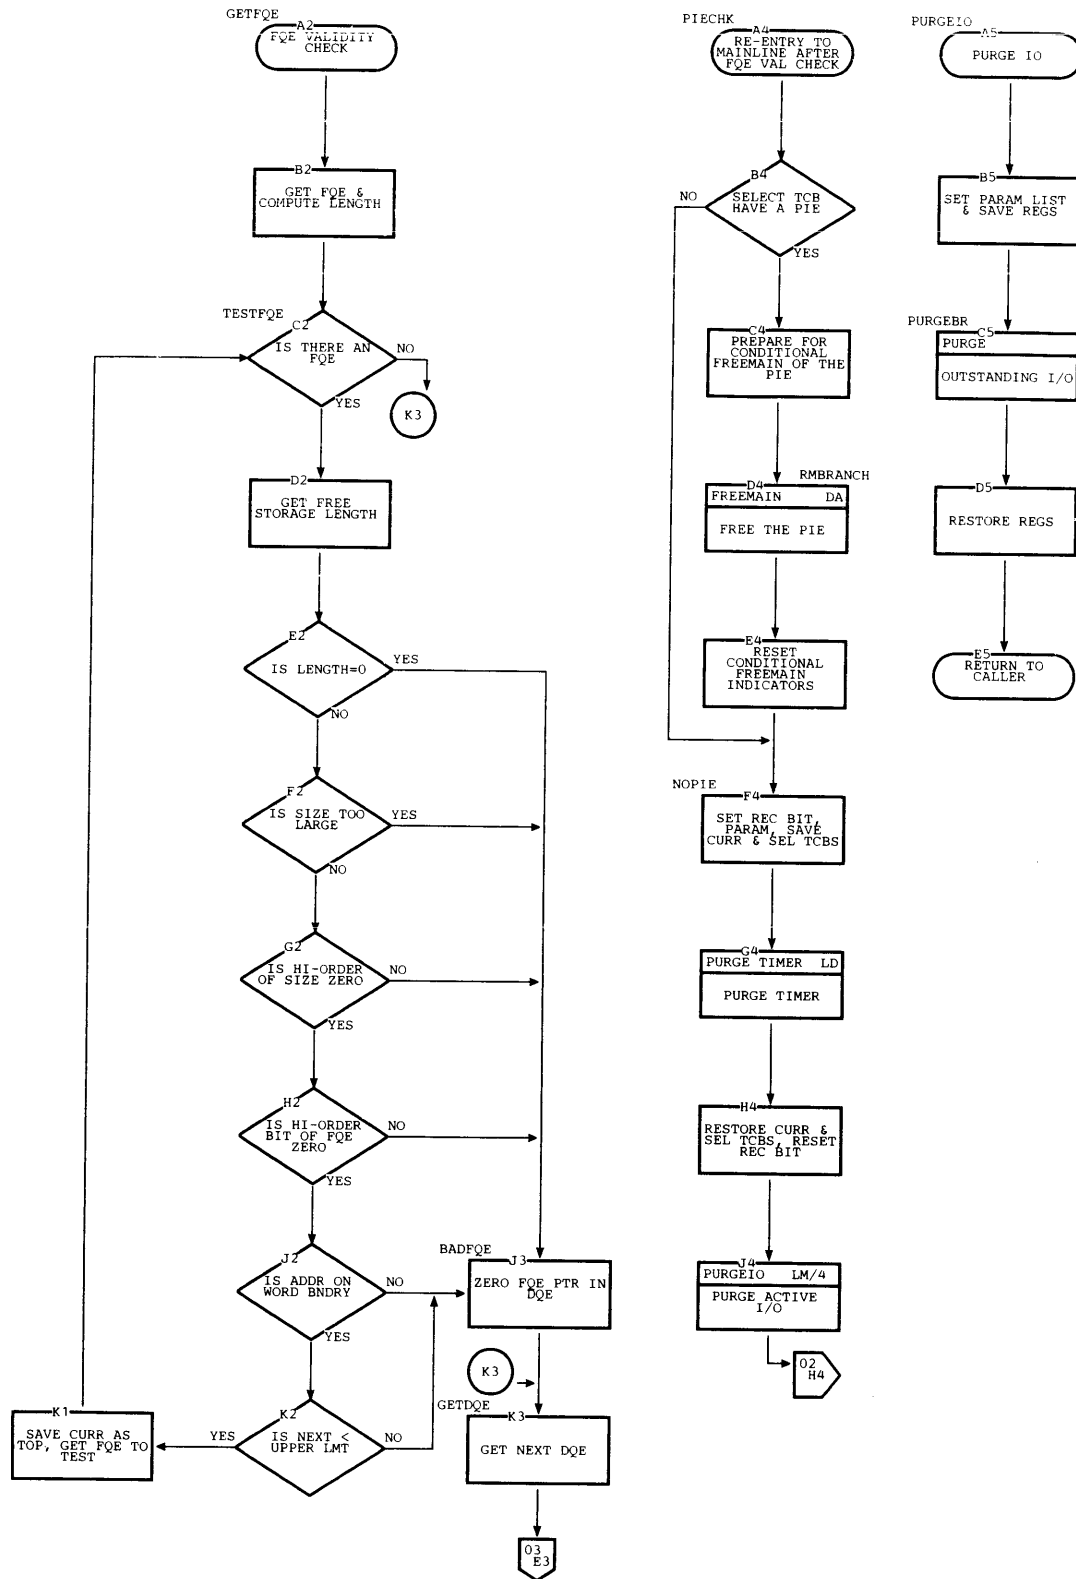 GETFQE
A2
FQE VALIDITY
CHECK
B2
GET FQE &
COMPUTE LENGTH
TESTFQE
C2
IS THERE AN
FQE
NO
YES
K3
D2
GET FREE
STORAGE LENGTH
E2
IS LENGTH=0
YES
NO
F2
IS SIZE TOO
LARGE
YES
NO
G2
IS HI-ORDER
OF SIZE ZERO
NO
YES
H2
IS HI-ORDER
BIT OF FQE
ZERO
NO
YES
J2
IS ADDR ON
WORD BNDRY
NO
YES
K2
IS NEXT <
UPPER LMT
YES
NO
K1
SAVE CURR AS
TOP, GET FQE TO
TEST
BADFQE
J3
ZERO FQE PTR IN
DQE
K3
GETDQE
K3
GET NEXT DQE
03
E3
PIECHK
A4
RE-ENTRY TO
MAINLINE AFTER
FQE VAL CHECK
B4
SELECT TCB
HAVE A PIE
NO
YES
C4
PREPARE FOR
CONDITIONAL
FREEMAIN OF THE
PIE
RMBRANCH
D4
FREEMAIN DA
FREE THE PIE
E4
RESET
CONDITIONAL
FREEMAIN
INDICATORS
NOPIE
F4
SET REC BIT,
PARAM, SAVE
CURR & SEL TCBS
G4
PURGE TIMER LD
PURGE TIMER
H4
RESTORE CURR &
SEL TCBS, RESET
REC BIT
J4
PURGEIO LM/4
PURGE ACTIVE
I/O
02
H4
PURGEIO
A5
PURGE IO
B5
SET PARAM LIST
& SAVE REGS
PURGEBR
C5
PURGE
OUTSTANDING I/O
D5
RESTORE REGS
E5
RETURN TO
CALLER